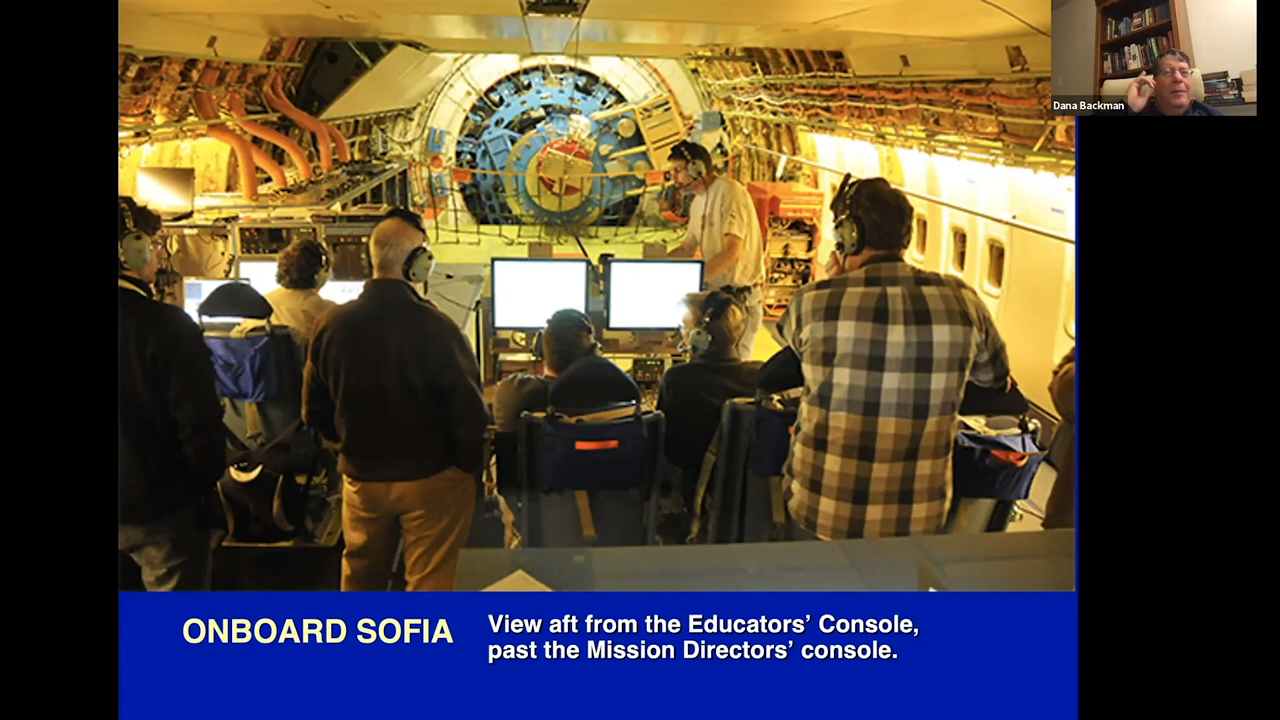 Dana Backman
ONBOARD SOFIA
View aft from the Educators’ Console,
past the Mission Directors’ console.